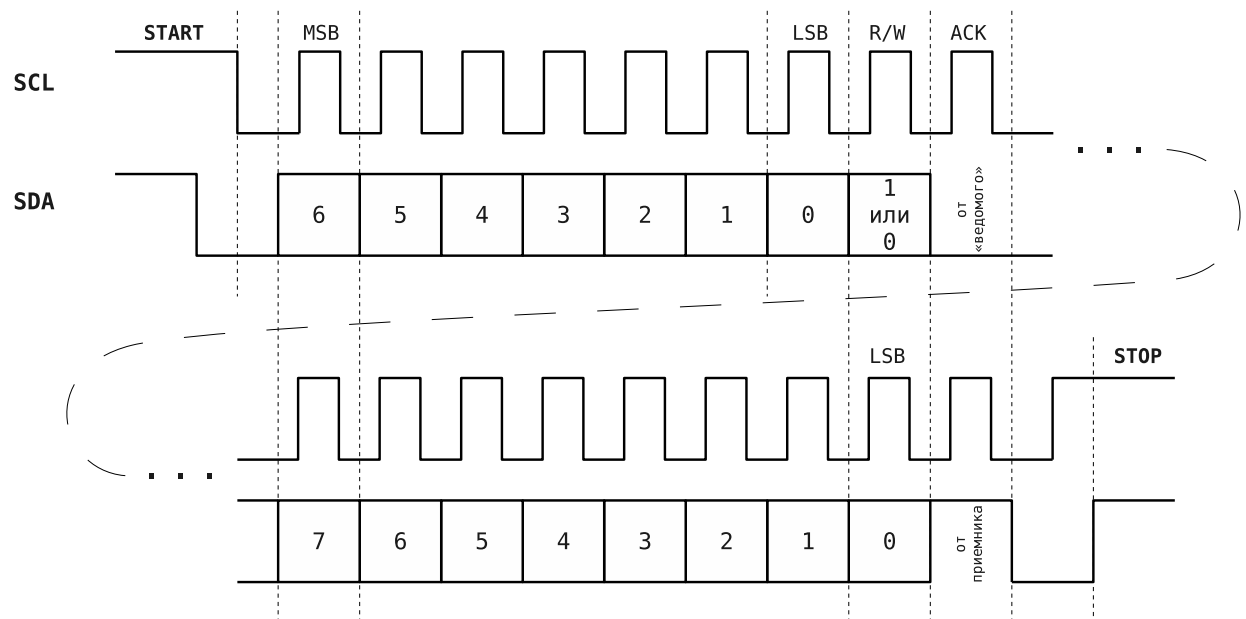 START MSB LSB R/W ACK
SCL
SDA
6 5 4 3 2 1 0
1
или
0
от
«ведомого»
. . .
LSB STOP
. . .
7 6 5 4 3 2 1 0
от
приемника